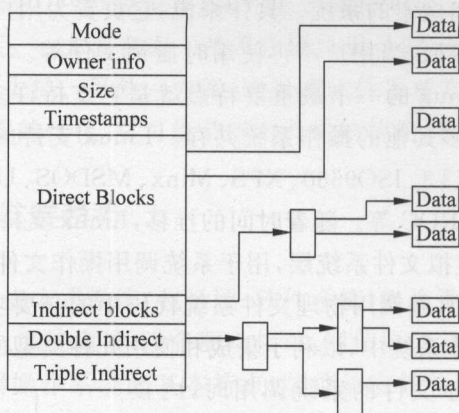 Mode
Owner info
Size
Timestamps
Direct Blocks
Indirect blocks
Double Indirect
Triple Indirect
Data
Data
Data
Data
Data
Data
Data
Data